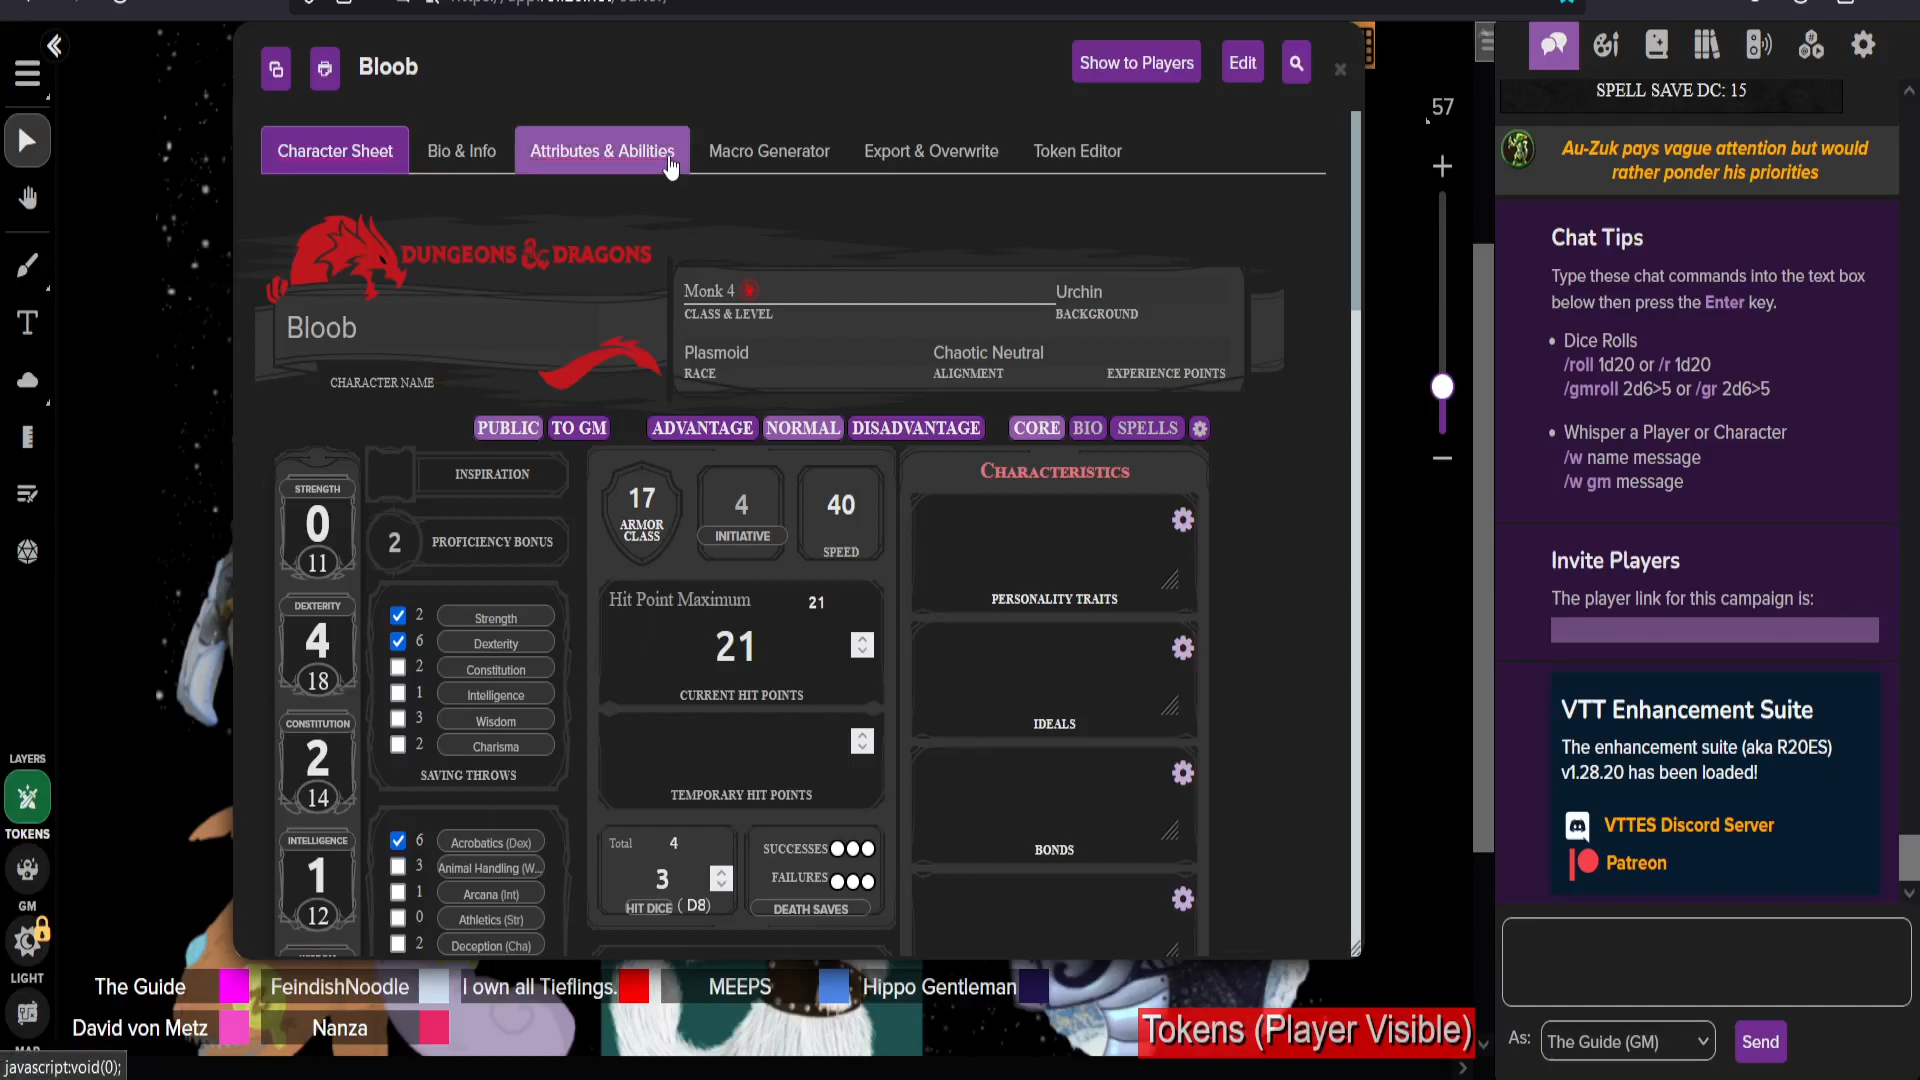 Bloob
Show to Players
Edit
Character Sheet
Bio & Info
Attributes & Abilities
Macro Generator
Export & Overwrite
Token Editor
DUNGEONS & DRAGONS
Bloob
CHARACTER NAME
Monk 4
CLASS & LEVEL
Urchin
BACKGROUND
Plasmoid
RACE
Chaotic Neutral
ALIGNMENT
EXPERIENCE POINTS
PUBLIC TO GM
ADVANTAGE NORMAL DISADVANTAGE
CORE BIO SPELLS
STRENGTH
0
11
DEXTERITY
4
18
CONSTITUTION
2
14
INTELLIGENCE
1
12
INSPIRATION
2 PROFICIENCY BONUS
2 Strength
6 Dexterity
2 Constitution
1 Intelligence
3 Wisdom
2 Charisma
SAVING THROWS
6 Acrobatics (Dex)
3 Animal Handling (W...
1 Arcana (Int)
0 Athletics (Str)
2 Deception (Cha)
17
ARMOR
CLASS
4
INITIATIVE
40
SPEED
Hit Point Maximum 21
21
CURRENT HIT POINTS
TEMPORARY HIT POINTS
Total 4
3
HIT DICE ( D8)
SUCCESSES
FAILURES
DEATH SAVES
CHARACTERISTICS
PERSONALITY TRAITS
IDEALS
BONDS
57
LAYERS
TOKENS
GM
LIGHT
The Guide
FeindishNoodle
I own all Tieflings.
MEEPS
Hippo Gentleman
David von Metz
Nanza
Tokens (Player Visible)
javascript:void(0);
SPELL SAVE DC: 15
Au-Zuk pays vague attention but would
rather ponder his priorities
Chat Tips
Type these chat commands into the text box
below then press the Enter key.
• Dice Rolls
/roll 1d20 or /r 1d20
/gmroll 2d6>5 or /gr 2d6>5
• Whisper a Player or Character
/w name message
/w gm message
Invite Players
The player link for this campaign is:
VTT Enhancement Suite
The enhancement suite (aka R20ES)
v1.28.20 has been loaded!
VTTES Discord Server
Patreon
As:
The Guide (GM)
Send